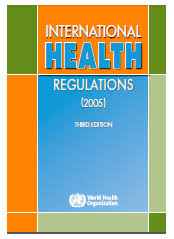 INTERNATIONAL
HEALTH
REGULATIONS
(2005)
THIRD EDITION
World Health
Organization